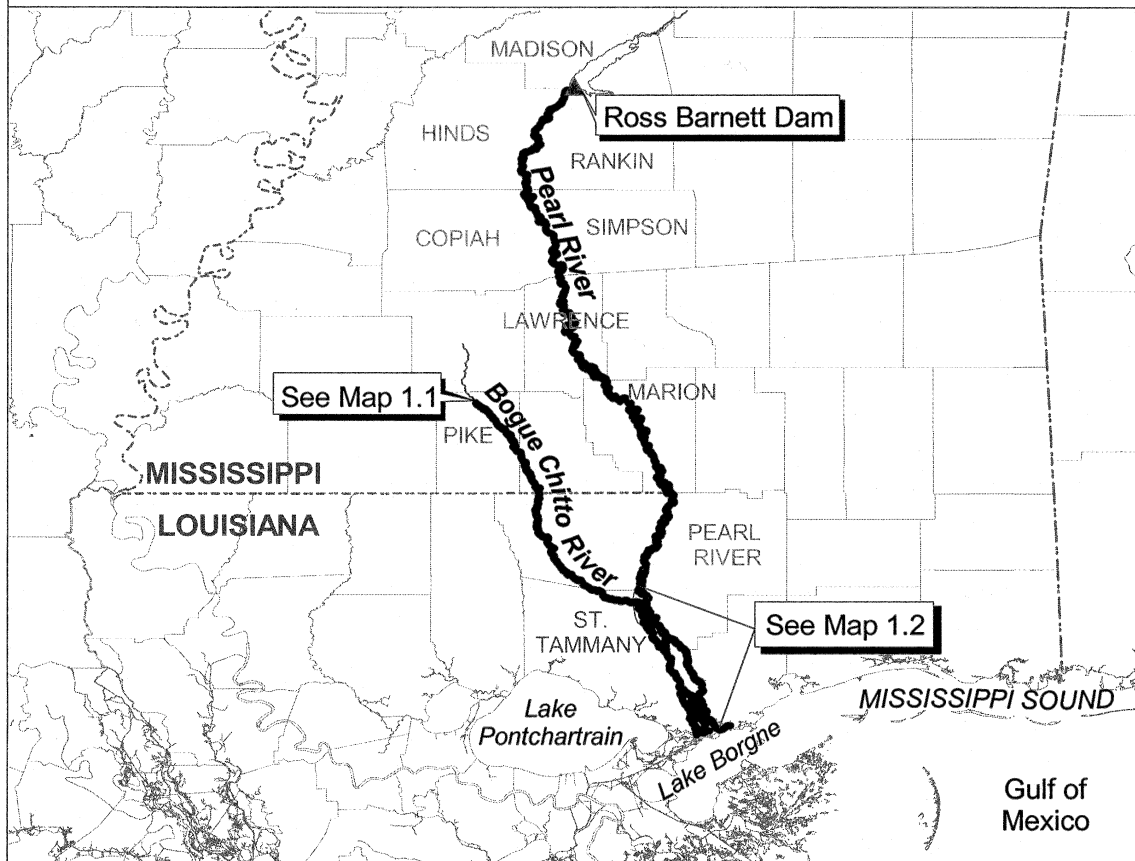 MADISON
Ross Barnett Dam
HINDS
RANKIN
Pearl River
COPIAH
SIMPSON
LAWRENCE
See Map 1.1
Bogue Chitto River
MARION
PIKE
MISSISSIPPI
LOUISIANA
PEARL
RIVER
ST.
TAMMANY
See Map 1.2
MISSISSIPPI SOUND
Lake
Pontchartrain
Lake Borgne
Gulf of
Mexico